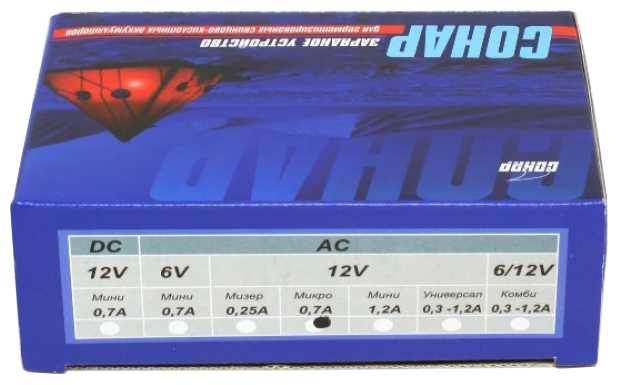 СОНАР
ЗАРЯДНОЕ УСТРОЙСТВО
для герметизированных свинцово-кислотных аккумуляторов
СОНАР
СОНАР
DC AC
12V 6V 12V 6/12V
Мини Мини Мизер Микро Мини Универсал Комби
0,7А 0,7А 0,25А 0,7А 1,2А 0,3 -1,2А 0,3 -1,2А